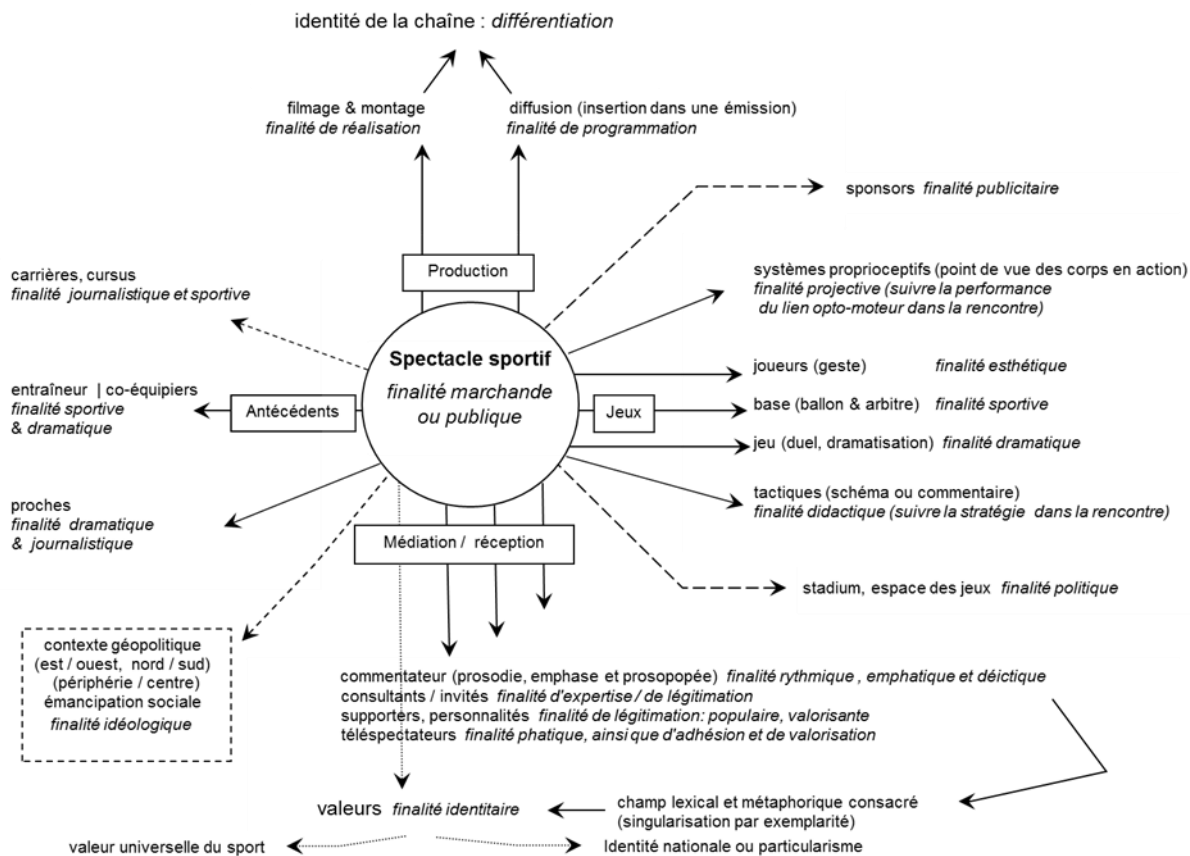 identité de la chaîne : différentiation
filmage & montage
finalité de réalisation
diffusion (insertion dans une émission)
finalité de programmation
sponsors finalité publicitaire
Production
carrières, cursus
finalité journalistique et sportive
systèmes proprioceptifs (point de vue des corps en action)
finalité projective (suivre la performance
du lien opto-moteur dans la rencontre)
Spectacle sportif
finalité marchande
ou publique
joueurs (geste) finalité esthétique
entraîneur | co-équipiers
finalité sportive
& dramatique
Antécédents
Jeux
base (ballon & arbitre) finalité sportive
jeu (duel, dramatisation) finalité dramatique
proches
finalité dramatique
& journalistique
tactiques (schéma ou commentaire)
finalité didactique (suivre la stratégie dans la rencontre)
Médiation / réception
stadium, espace des jeux finalité politique
contexte géopolitique
(est / ouest, nord / sud)
(périphérie / centre)
émancipation sociale
finalité idéologique
commentateur (prosodie, emphase et prosopopée) finalité rythmique , emphatique et déictique
consultants / invités finalité d'expertise / de légitimation
supporters, personnalités finalité de légitimation: populaire, valorisante
téléspectateurs finalité phatique, ainsi que d'adhésion et de valorisation
valeurs finalité identitaire
champ lexical et métaphorique consacré
(singularisation par exemplarité)
valeur universelle du sport
Identité nationale ou particularisme